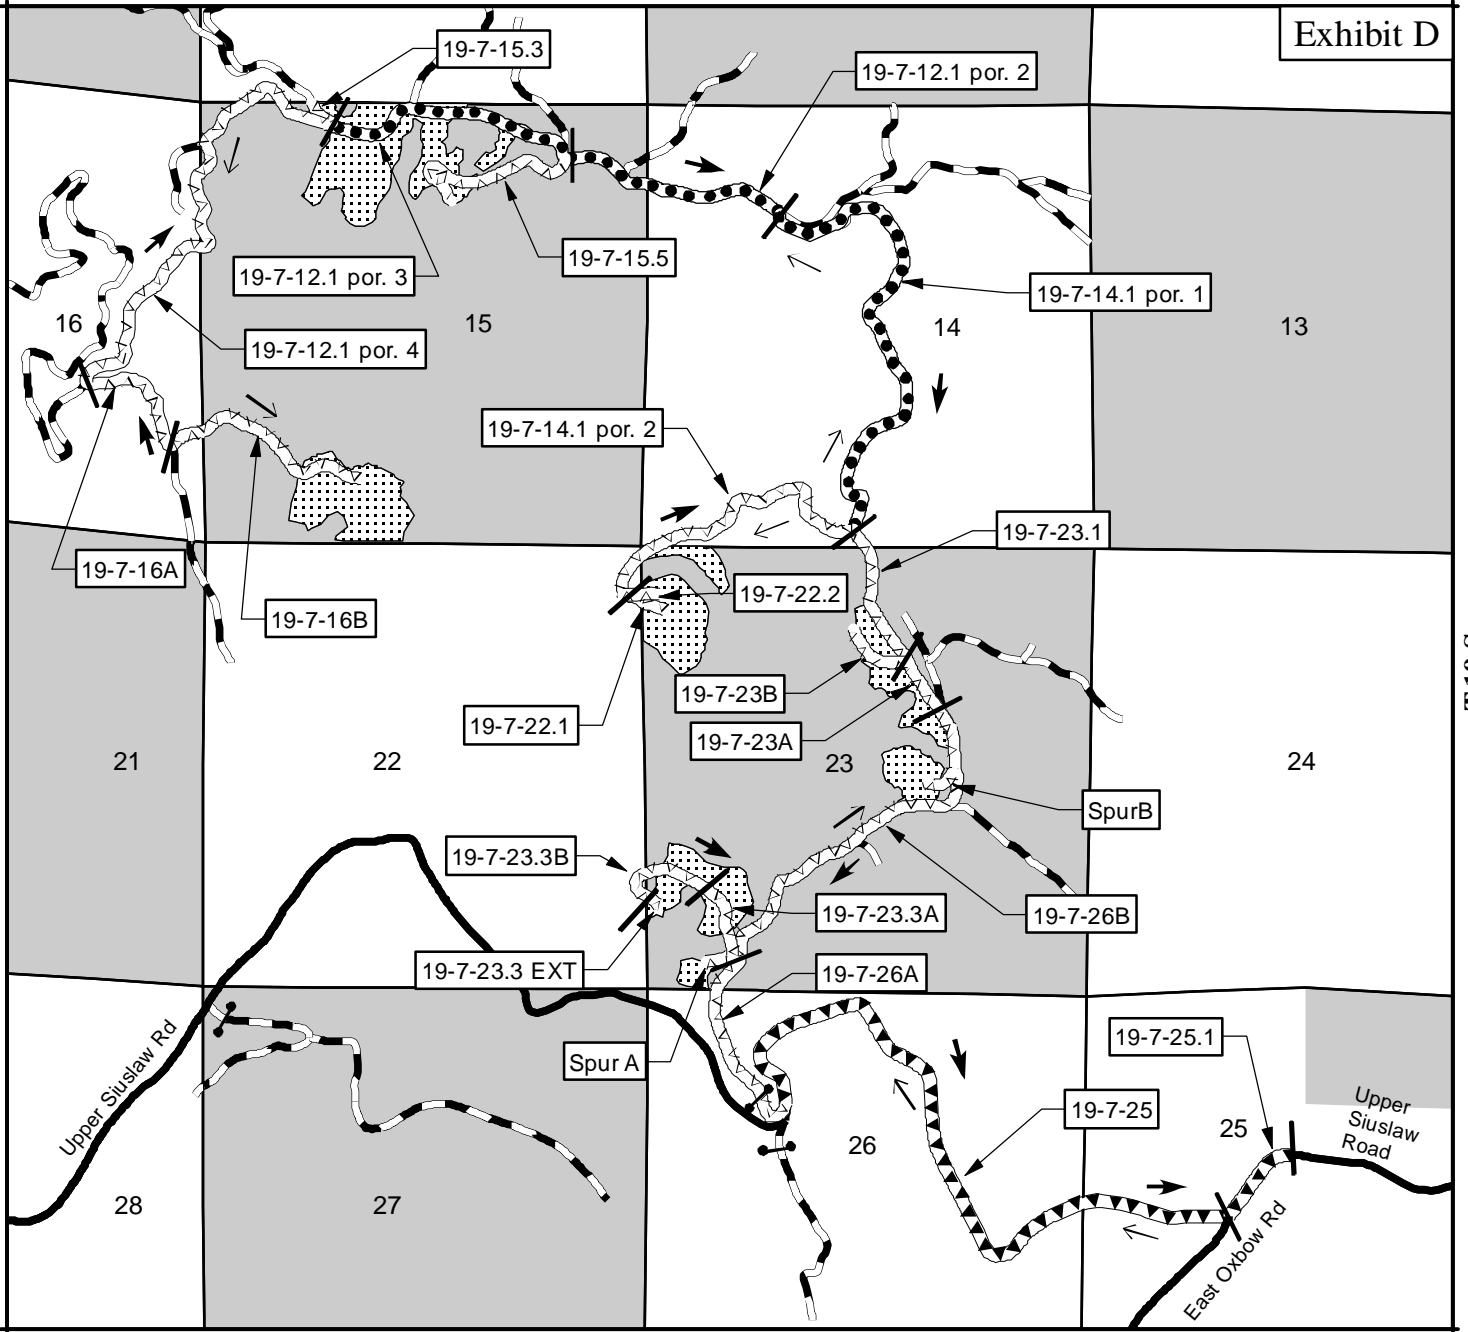 Exhibit D
19-7-15.3
19-7-12.1 por. 2
19-7-12.1 por. 3
19-7-15.5
19-7-14.1 por. 1
16
15
14
13
19-7-12.1 por. 4
19-7-14.1 por. 2
19-7-23.1
19-7-16A
19-7-22.2
19-7-16B
19-7-23B
19-7-22.1
19-7-23A
21
22
23
24
SpurB
19-7-23.3B
19-7-23.3A
19-7-26B
19-7-23.3 EXT
19-7-26A
Upper Siuslaw Rd
Spur A
19-7-25.1
19-7-25
Upper
Siuslaw
Road
25
26
28
27
East Oxbow Rd